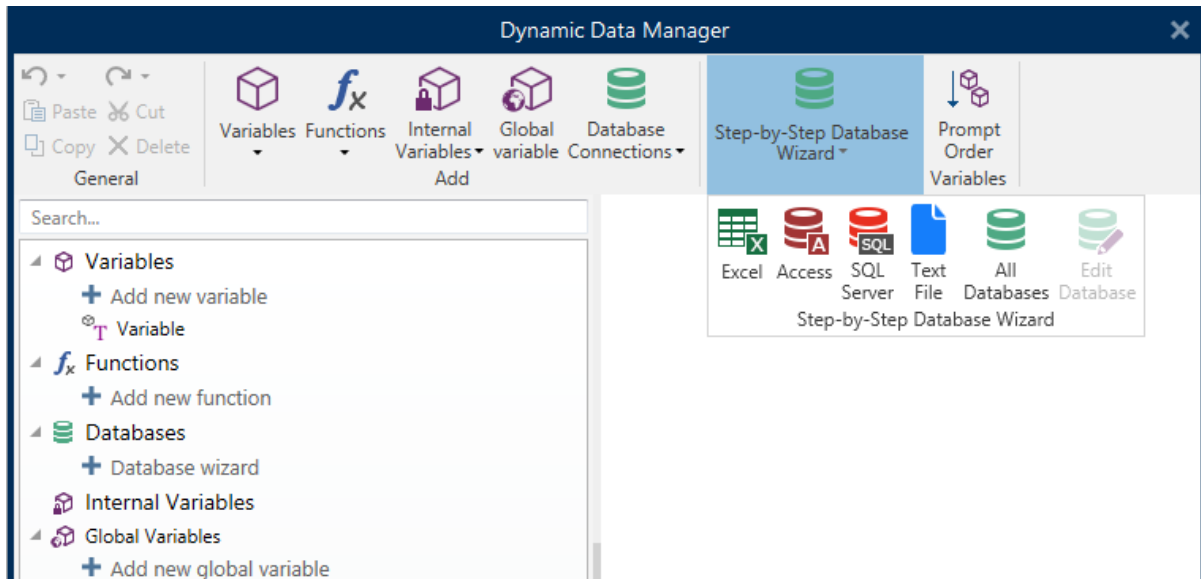 Dynamic Data Manager
Paste Cut
Copy Delete
General
Variables Functions Internal Variables Global variable Database Connections
Add
Step-by-Step Database Wizard
Prompt Order
Variables
Search...
Excel Access SQL Server Text File All Databases Edit Database
Step-by-Step Database Wizard
Variables
Add new variable
Variable
Functions
Add new function
Databases
Database wizard
Internal Variables
Global Variables
Add new global variable